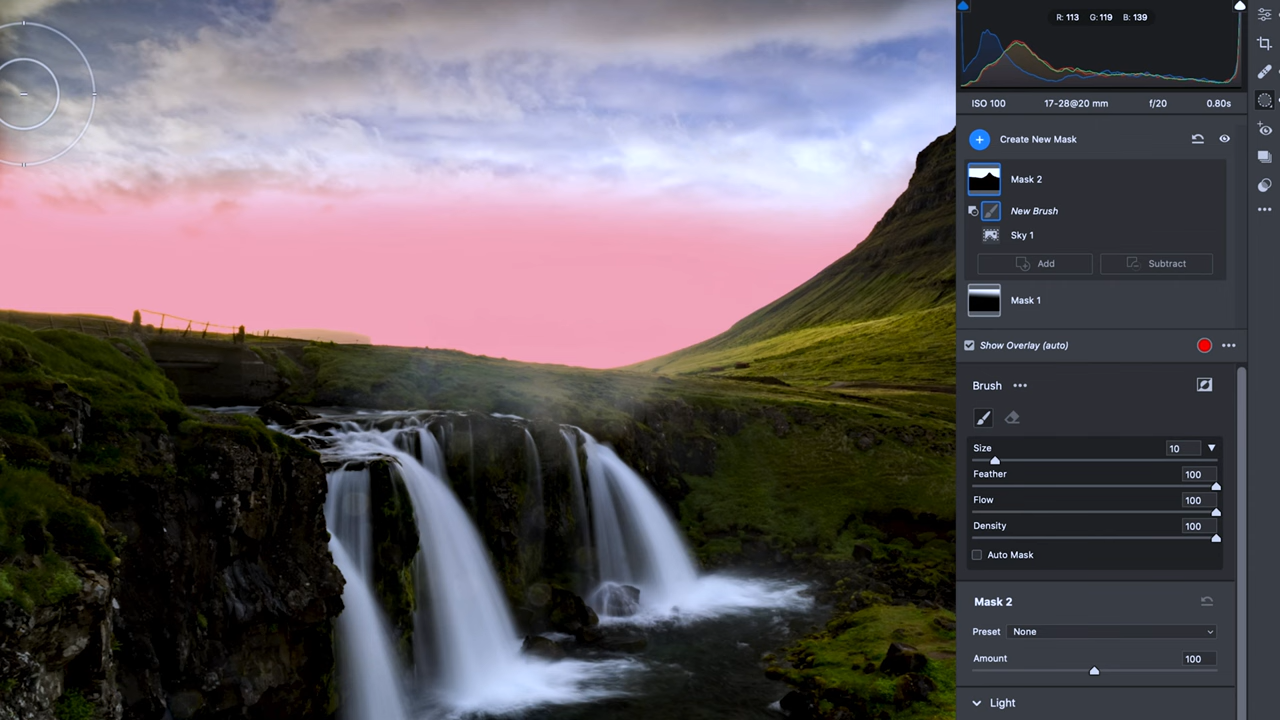 R: 113 G: 119 B: 139
ISO 100 17-28@20 mm f/20 0.80s
Create New Mask
Mask 2
New Brush
Sky 1
Add Subtract
Mask 1
Show Overlay (auto)
Brush
Size 10
Feather 100
Flow 100
Density 100
Auto Mask
Mask 2
Preset None
Amount 100
Light